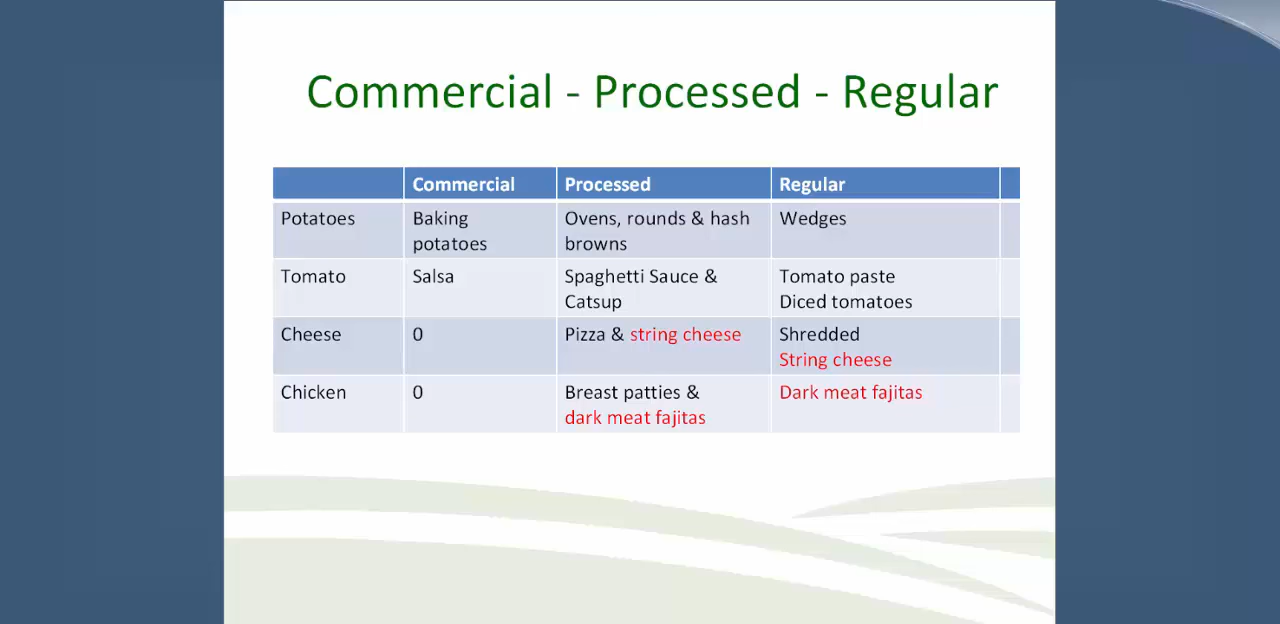 Commercial - Processed - Regular
Commercial Processed Regular
Potatoes Baking Ovens, rounds & hash Wedges
potatoes browns
Tomato Salsa Spaghetti Sauce & Tomato paste
Catsup Diced tomatoes
Cheese 0 Pizza & string cheese Shredded
String cheese
Chicken 0 Breast patties & Dark meat fajitas
dark meat fajitas